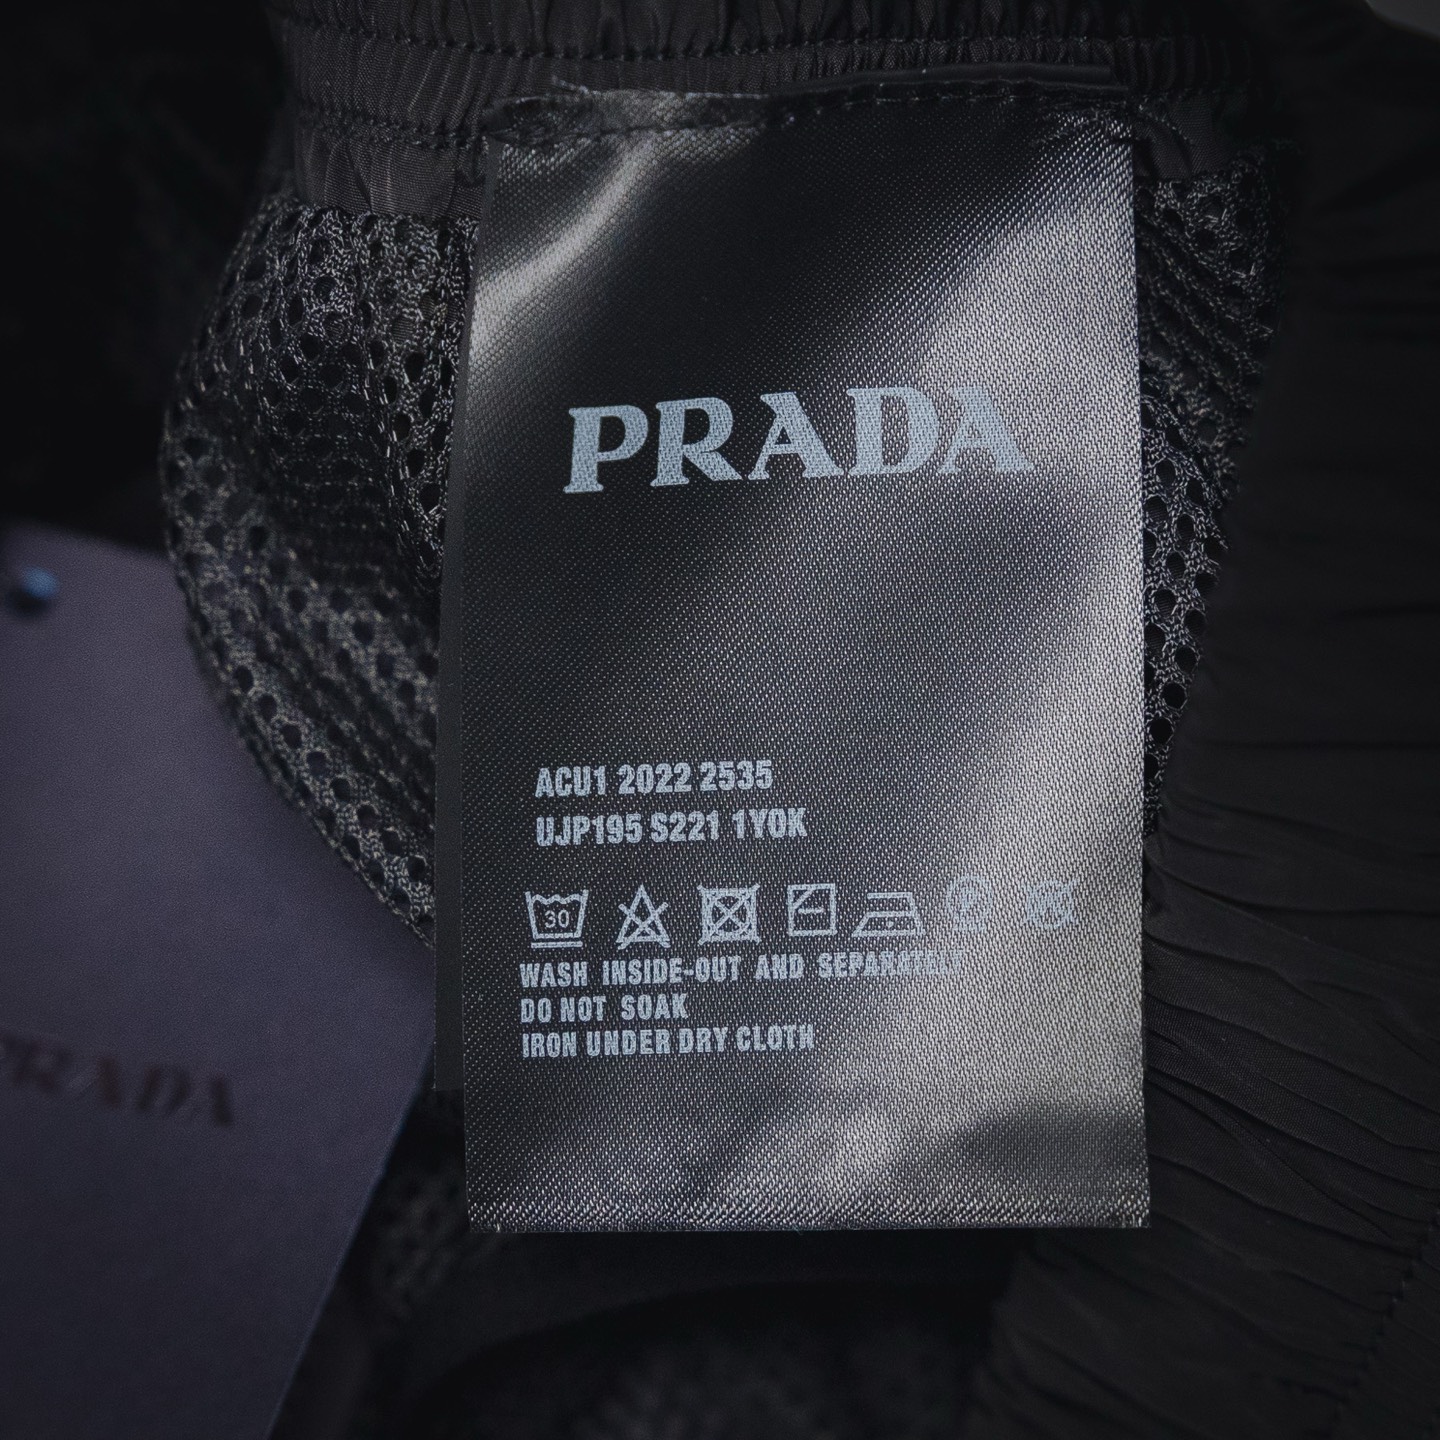 PRADA
ACU1 2022 2535
UJP195 S221 1YOK
30
WASH INSIDE-OUT AND SEPARATELY
DO NOT SOAK
IRON UNDER DRY CLOTH
PRADA